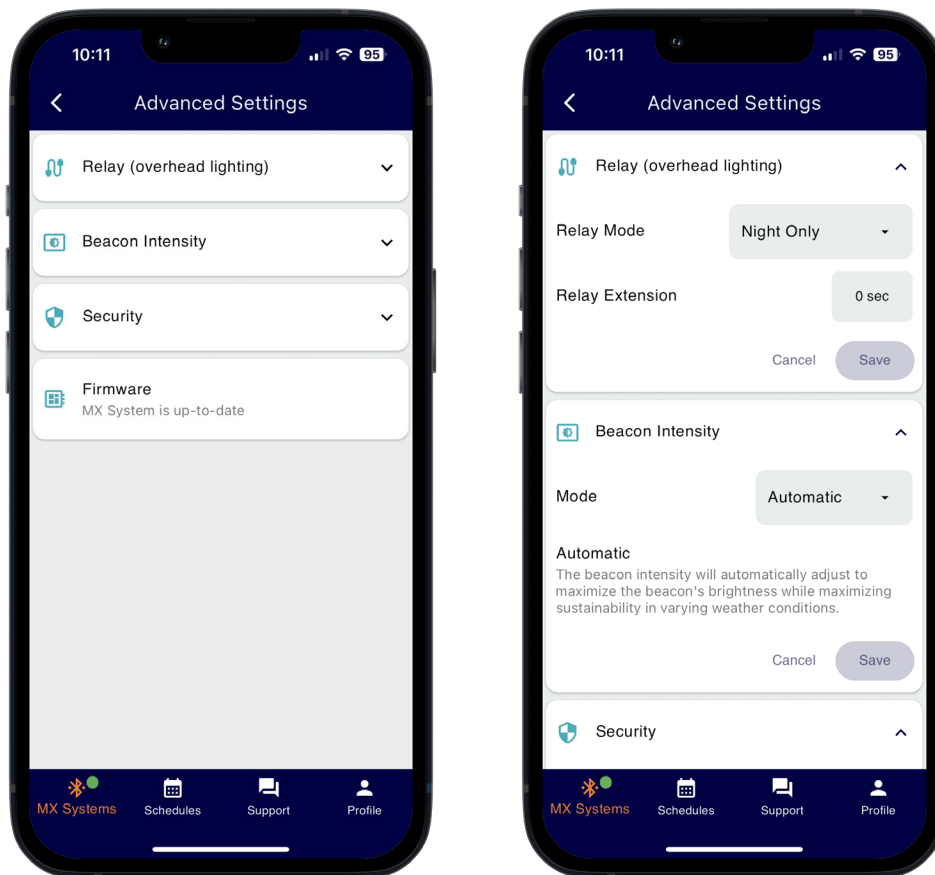 10:11
95
Advanced Settings
Relay (overhead lighting)
Beacon Intensity
Security
Firmware
MX System is up-to-date
MX Systems
Schedules
Support
Profile
10:11
95
Advanced Settings
Relay (overhead lighting)
Relay Mode
Night Only
Relay Extension
0 sec
Cancel
Save
Beacon Intensity
Mode
Automatic
Automatic
The beacon intensity will automatically adjust to
maximize the beacon's brightness while maximizing
sustainability in varying weather conditions.
Cancel
Save
Security
MX Systems
Schedules
Support
Profile